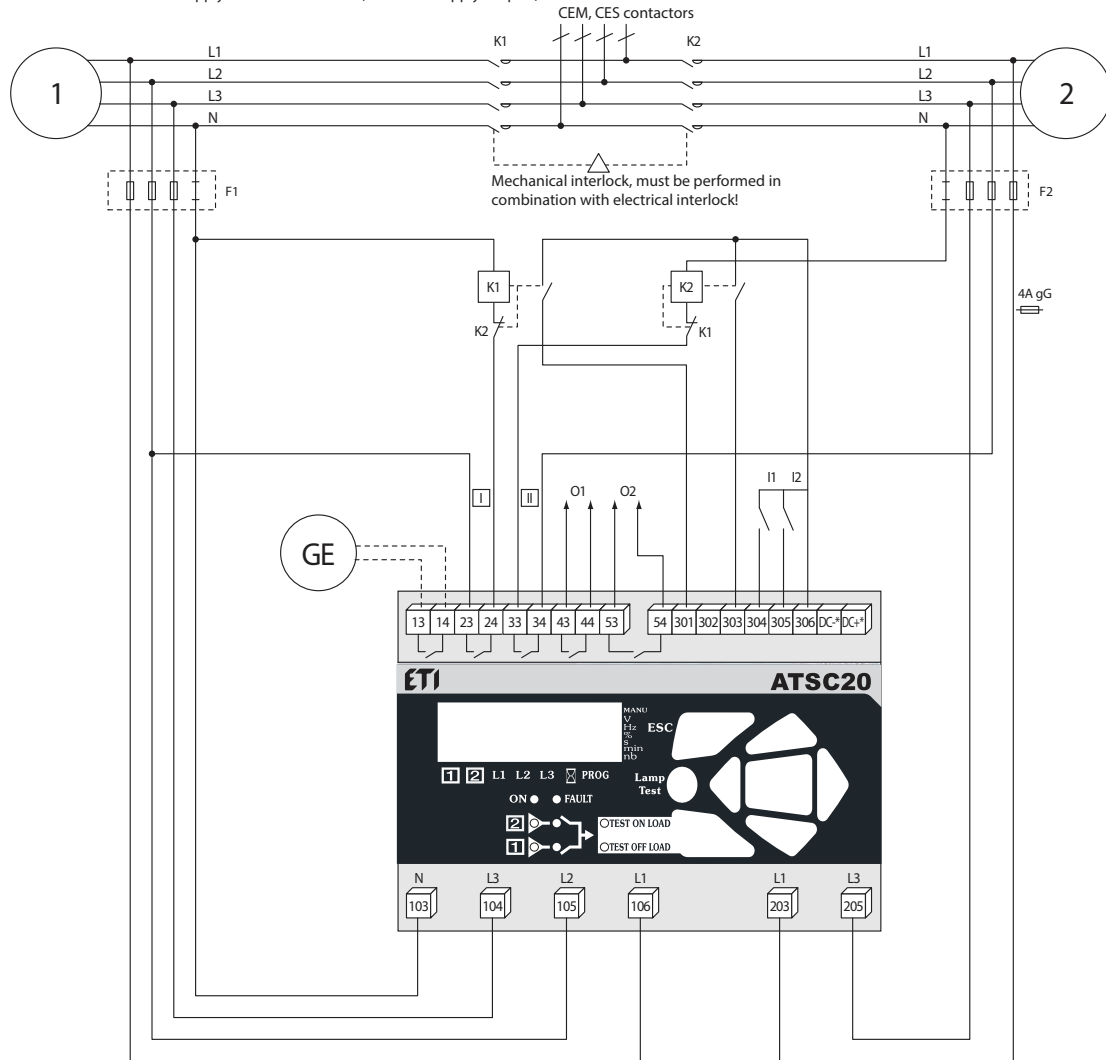 CEM, CES contactors
K1 K2
L1 L1
L2 L2
1 L3 L3 2
N N
Mechanical interlock, must be performed in
combination with electrical interlock!
F1 F2
K1 K2
4A gG
K2 K1
I1 I2
I II O1 O2
GE
13 14 23 24 33 34 43 44 53 54 301 302 303 304 305 306 DC-* DC+*
ETI ATSC20
MANU
V
Hz
%
s
min
nb
ESC
1 2 L1 L2 L3 PROG
Lamp
Test
ON FAULT
2 TEST ON LOAD
1 TEST OFF LOAD
N L3 L2 L1 L1 L3
103 104 105 106 203 205